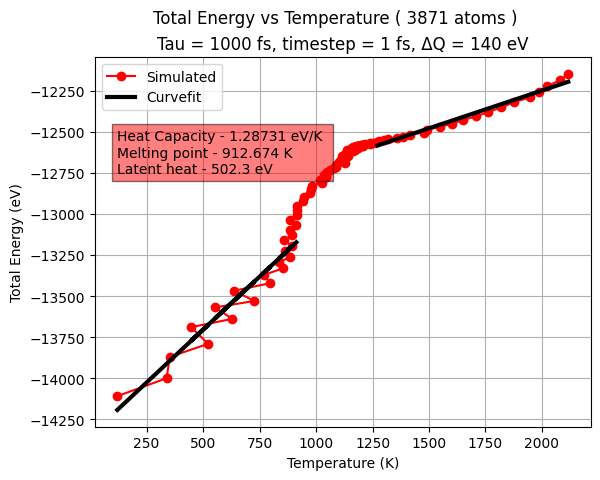 Total Energy vs Temperature ( 3871 atoms )
Tau = 1000 fs, timestep = 1 fs, ΔQ = 140 eV
Simulated
Curvefit
Heat Capacity - 1.28731 eV/K
Melting point - 912.674 K
Latent heat - 502.3 eV
Total Energy (eV)
−12250
−12500
−12750
−13000
−13250
−13500
−13750
−14000
−14250
250 500 750 1000 1250 1500 1750 2000
Temperature (K)